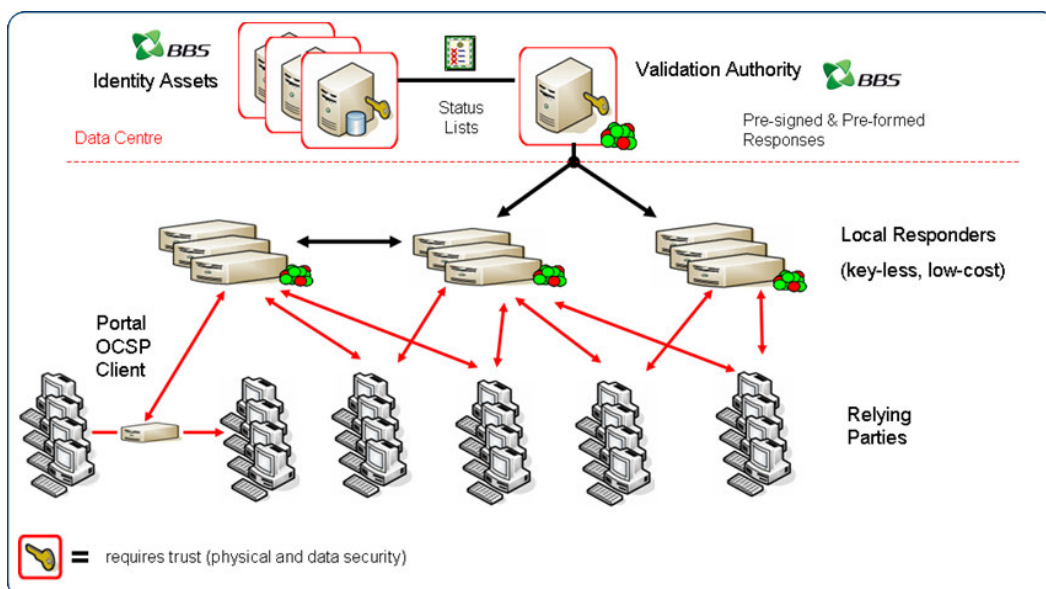 BBS
Identity Assets
Status
Lists
Validation Authority
BBS
Data Centre
Pre-signed & Pre-formed
Responses
Local Responders
(key-less, low-cost)
Portal
OCSP
Client
Relying
Parties
= requires trust (physical and data security)